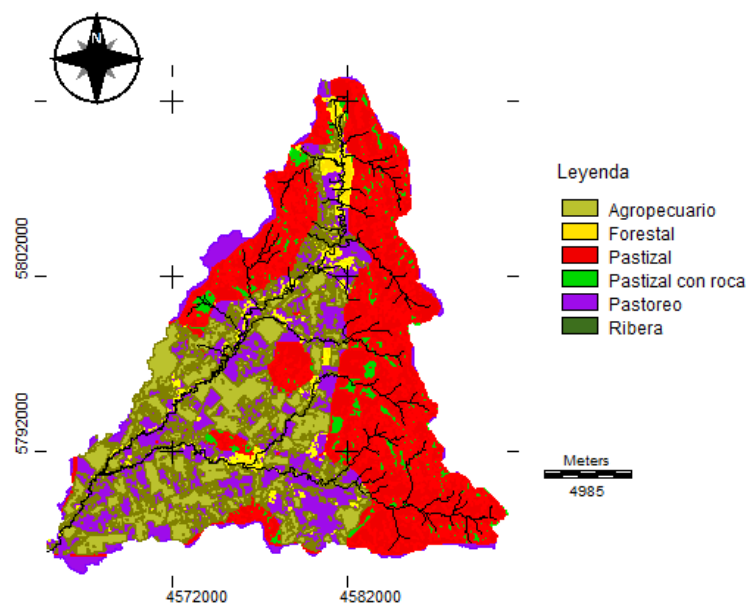 N
5802000
5792000
Leyenda
Agropecuario
Forestal
Pastizal
Pastizal con roca
Pastoreo
Ribera
Meters
4985
4572000
4582000